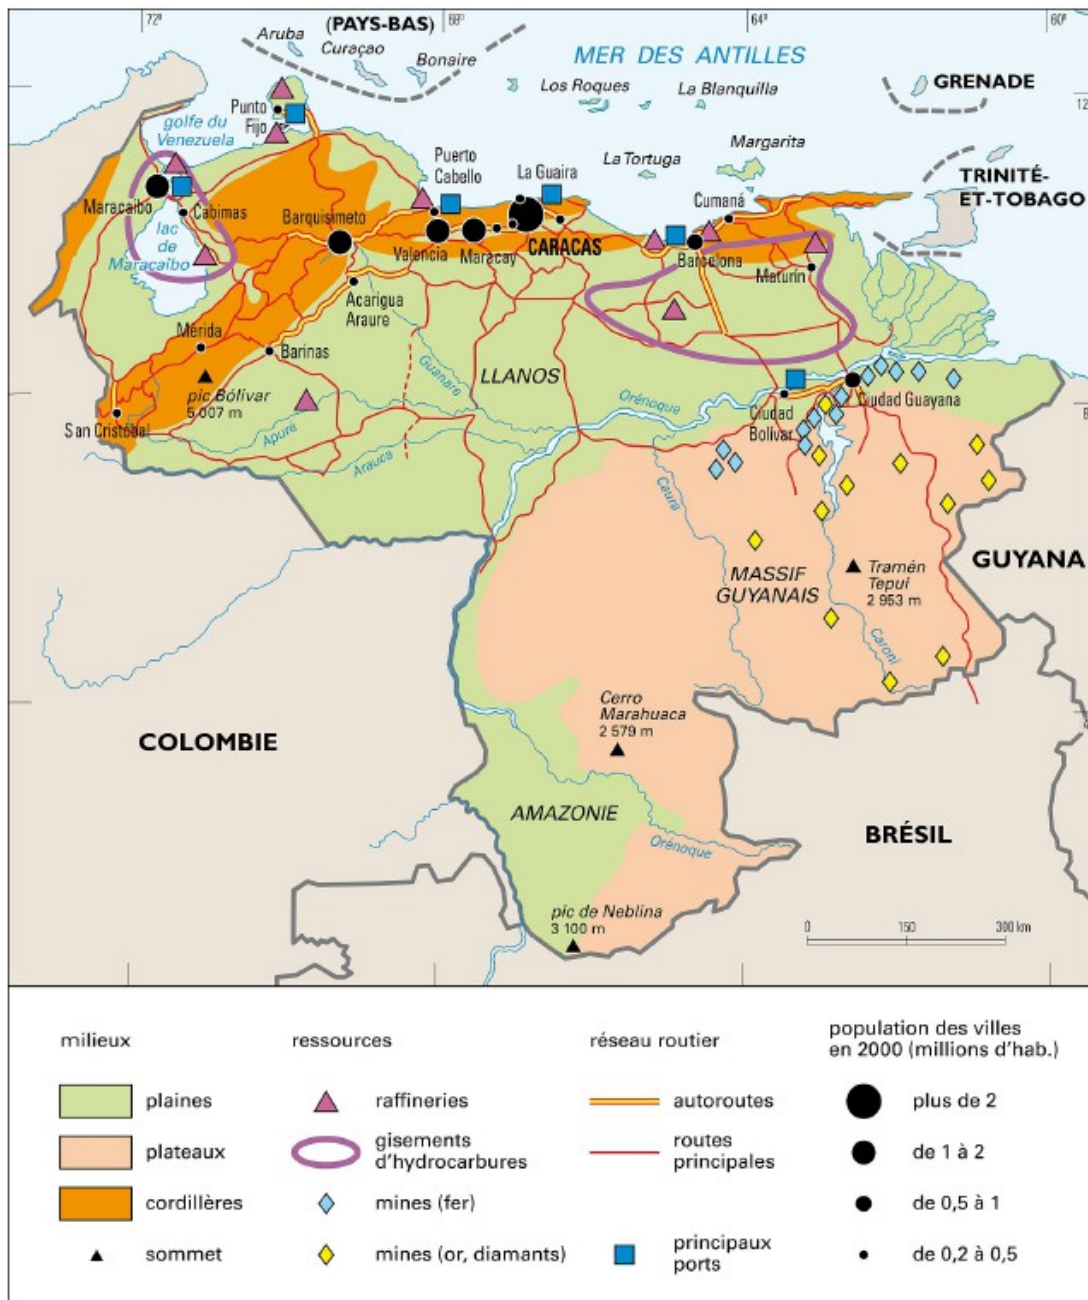 72°
68°
64°
60°
(PAYS-BAS)
Aruba
Curaçao
Bonaire
MER DES ANTILLES
Los Roques
La Blanquilla
GRENADE
12
Punto
Fijo
golfe du
Venezuela
Puerto
Cabello
La Guaira
La Tortuga
Margarita
TRINITÉ-
ET-TOBAGO
Cumaná
Maracaibo
Cabimas
Barquisimeto
lac de
Maracaibo
Valencia
Maracay
CARACAS
Barcelona
Maturín
Acarigua
Araure
Mérida
Barinas
Guanare
LLANOS
pic Bólivar
5 007 m
Orénoque
Ciudad
Bolívar
Ciudad Guayana
8
San Cristóbal
Apure
Arauca
Caura
GUYANA
MASSIF
GUYANAIS
Tramén
Tepuí
2 953 m
Caroní
COLOMBIE
Cerro
Marahuaca
2 579 m
4
AMAZONIE
Orénoque
BRÉSIL
pic de Neblina
3 100 m
0 150 300 km
milieux
plaines
plateaux
cordillères
sommet
ressources
raffineries
gisements
d'hydrocarbures
mines (fer)
mines (or, diamants)
réseau routier
autoroutes
routes
principales
principaux
ports
population des villes
en 2000 (millions d'hab.)
plus de 2
de 1 à 2
de 0,5 à 1
de 0,2 à 0,5